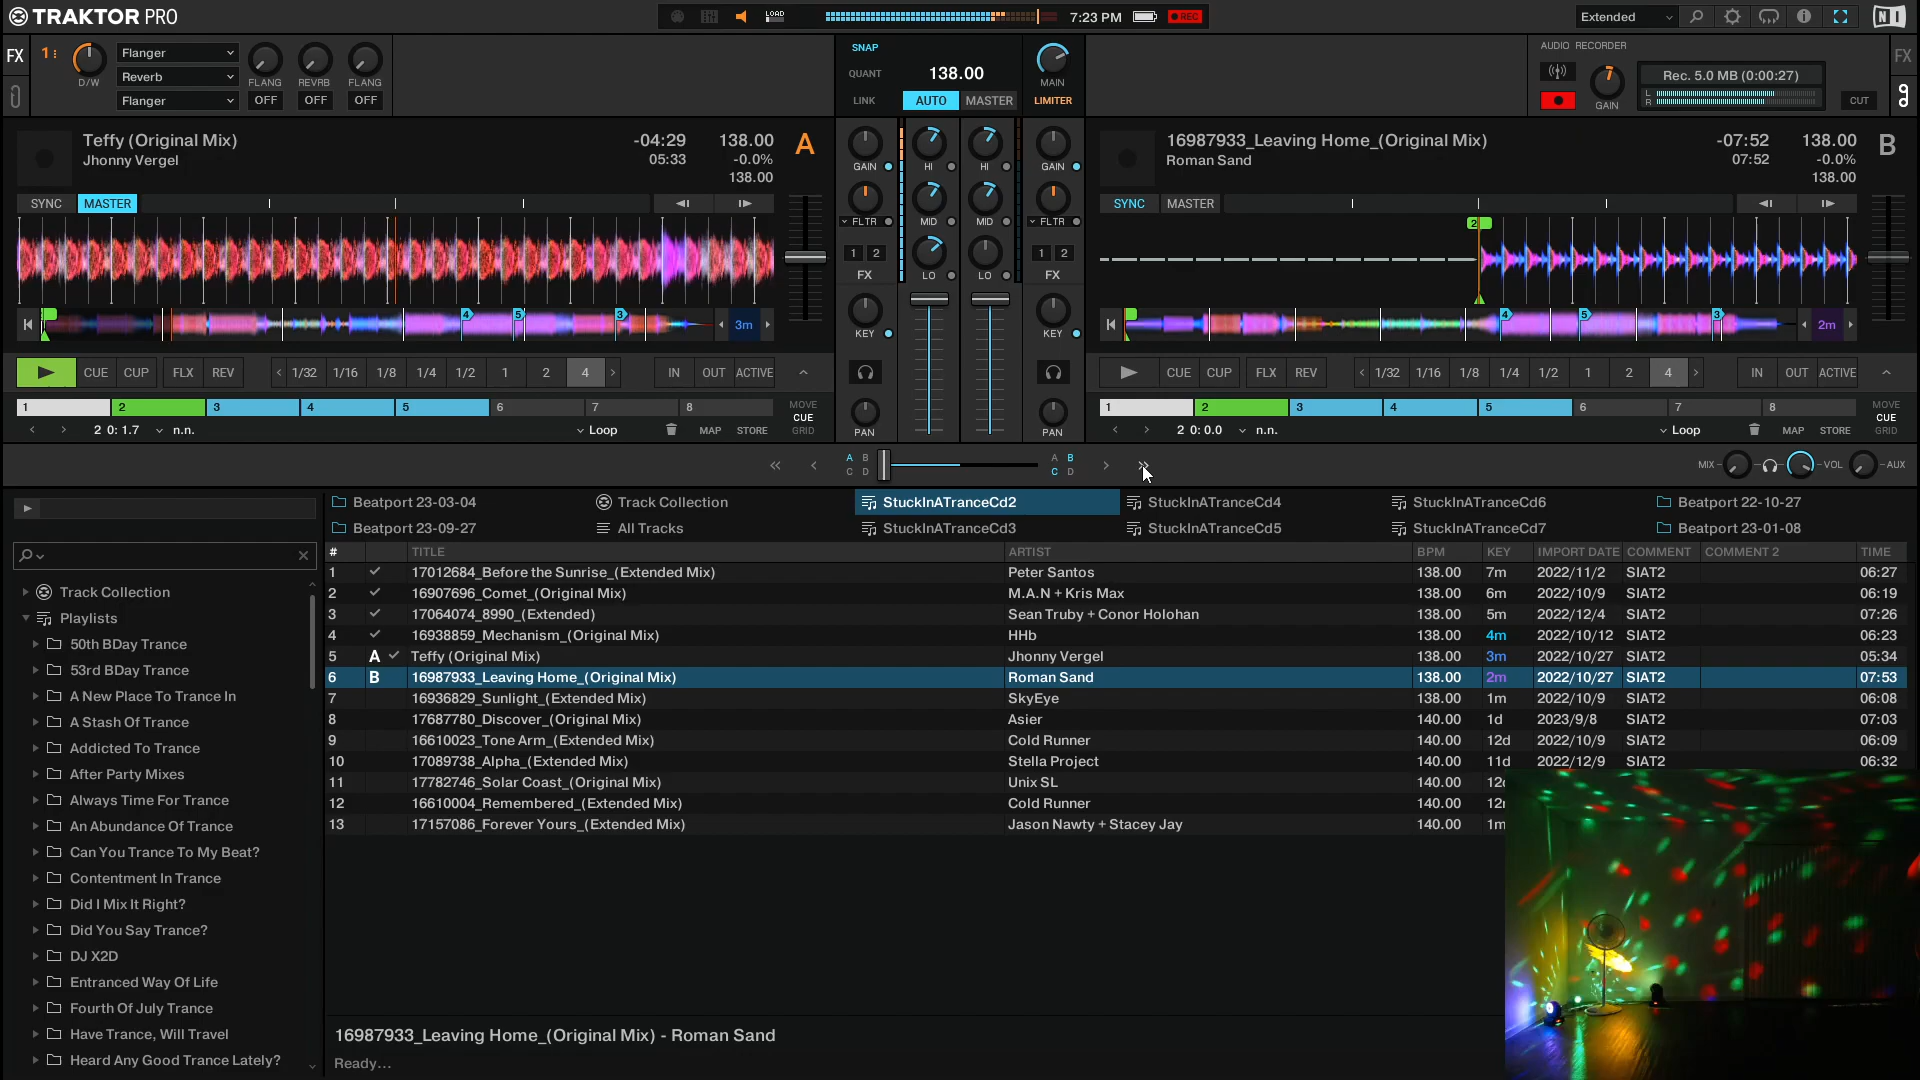 TRAKTOR PRO
LOAD
7:23 PM
REC
Extended
FX
1
D/W
Flanger
Reverb
Flanger
FLANG
REVRB
FLANG
OFF
OFF
OFF
SNAP
QUANT
138.00
LINK
AUTO
MASTER
MAIN
LIMITER
AUDIO RECORDER
GAIN
Rec. 5.0 MB (0:00:27)
L
R
CUT
FX
Teffy (Original Mix)
Jhonny Vergel
-04:29
05:33
138.00
-0.0%
138.00
A
SYNC
MASTER
4
5
3
3m
CUE
CUP
FLX
REV
1/32
1/16
1/8
1/4
1/2
1
2
4
IN
OUT
ACTIVE
1
2
3
4
5
6
7
8
2 0: 1.7
n.n.
Loop
MAP
STORE
MOVE
CUE
GRID
GAIN
HI
HI
GAIN
FLTR
MID
MID
FLTR
1 2
1 2
FX
LO
LO
FX
KEY
KEY
PAN
PAN
16987933_Leaving Home_(Original Mix)
Roman Sand
-07:52
07:52
138.00
-0.0%
138.00
B
SYNC
MASTER
2
4
5
3
2m
CUE
CUP
FLX
REV
1/32
1/16
1/8
1/4
1/2
1
2
4
IN
OUT
ACTIVE
1
2
3
4
5
6
7
8
2 0: 0.0
n.n.
Loop
MAP
STORE
MOVE
CUE
GRID
A B
C D
A B
C D
MIX
VOL
AUX
Beatport 23-03-04
Track Collection
StuckInATranceCd2
StuckInATranceCd4
StuckInATranceCd6
Beatport 22-10-27
Beatport 23-09-27
All Tracks
StuckInATranceCd3
StuckInATranceCd5
StuckInATranceCd7
Beatport 23-01-08
Track Collection
Playlists
50th BDay Trance
53rd BDay Trance
A New Place To Trance In
A Stash Of Trance
Addicted To Trance
After Party Mixes
Always Time For Trance
An Abundance Of Trance
Can You Trance To My Beat?
Contentment In Trance
Did I Mix It Right?
Did You Say Trance?
DJ X2D
Entranced Way Of Life
Fourth Of July Trance
Have Trance, Will Travel
Heard Any Good Trance Lately?
# TITLE ARTIST BPM KEY IMPORT DATE COMMENT COMMENT 2 TIME
1 17012684_Before the Sunrise_(Extended Mix) Peter Santos 138.00 7m 2022/11/2 SIAT2 06:27
2 16907696_Comet_(Original Mix) M.A.N + Kris Max 138.00 6m 2022/10/9 SIAT2 06:19
3 17064074_8990_(Extended) Sean Truby + Conor Holohan 138.00 5m 2022/12/4 SIAT2 07:26
4 16938859_Mechanism_(Original Mix) HHb 138.00 4m 2022/10/12 SIAT2 06:23
5 A Teffy (Original Mix) Jhonny Vergel 138.00 3m 2022/10/27 SIAT2 05:34
6 B 16987933_Leaving Home_(Original Mix) Roman Sand 138.00 2m 2022/10/27 SIAT2 07:53
7 16936829_Sunlight_(Extended Mix) SkyEye 138.00 1m 2022/10/9 SIAT2 06:08
8 17687780_Discover_(Original Mix) Asier 140.00 1d 2023/9/8 SIAT2 07:03
9 16610023_Tone Arm_(Extended Mix) Cold Runner 140.00 12d 2022/10/9 SIAT2 06:09
10 17089738_Alpha_(Extended Mix) Stella Project 140.00 11d 2022/12/9 SIAT2 06:32
11 17782746_Solar Coast_(Original Mix) Unix SL 140.00
12 16610004_Remembered_(Extended Mix) Cold Runner 140.00
13 17157086_Forever Yours_(Extended Mix) Jason Nawty + Stacey Jay 140.00
16987933_Leaving Home_(Original Mix) - Roman Sand
Ready...